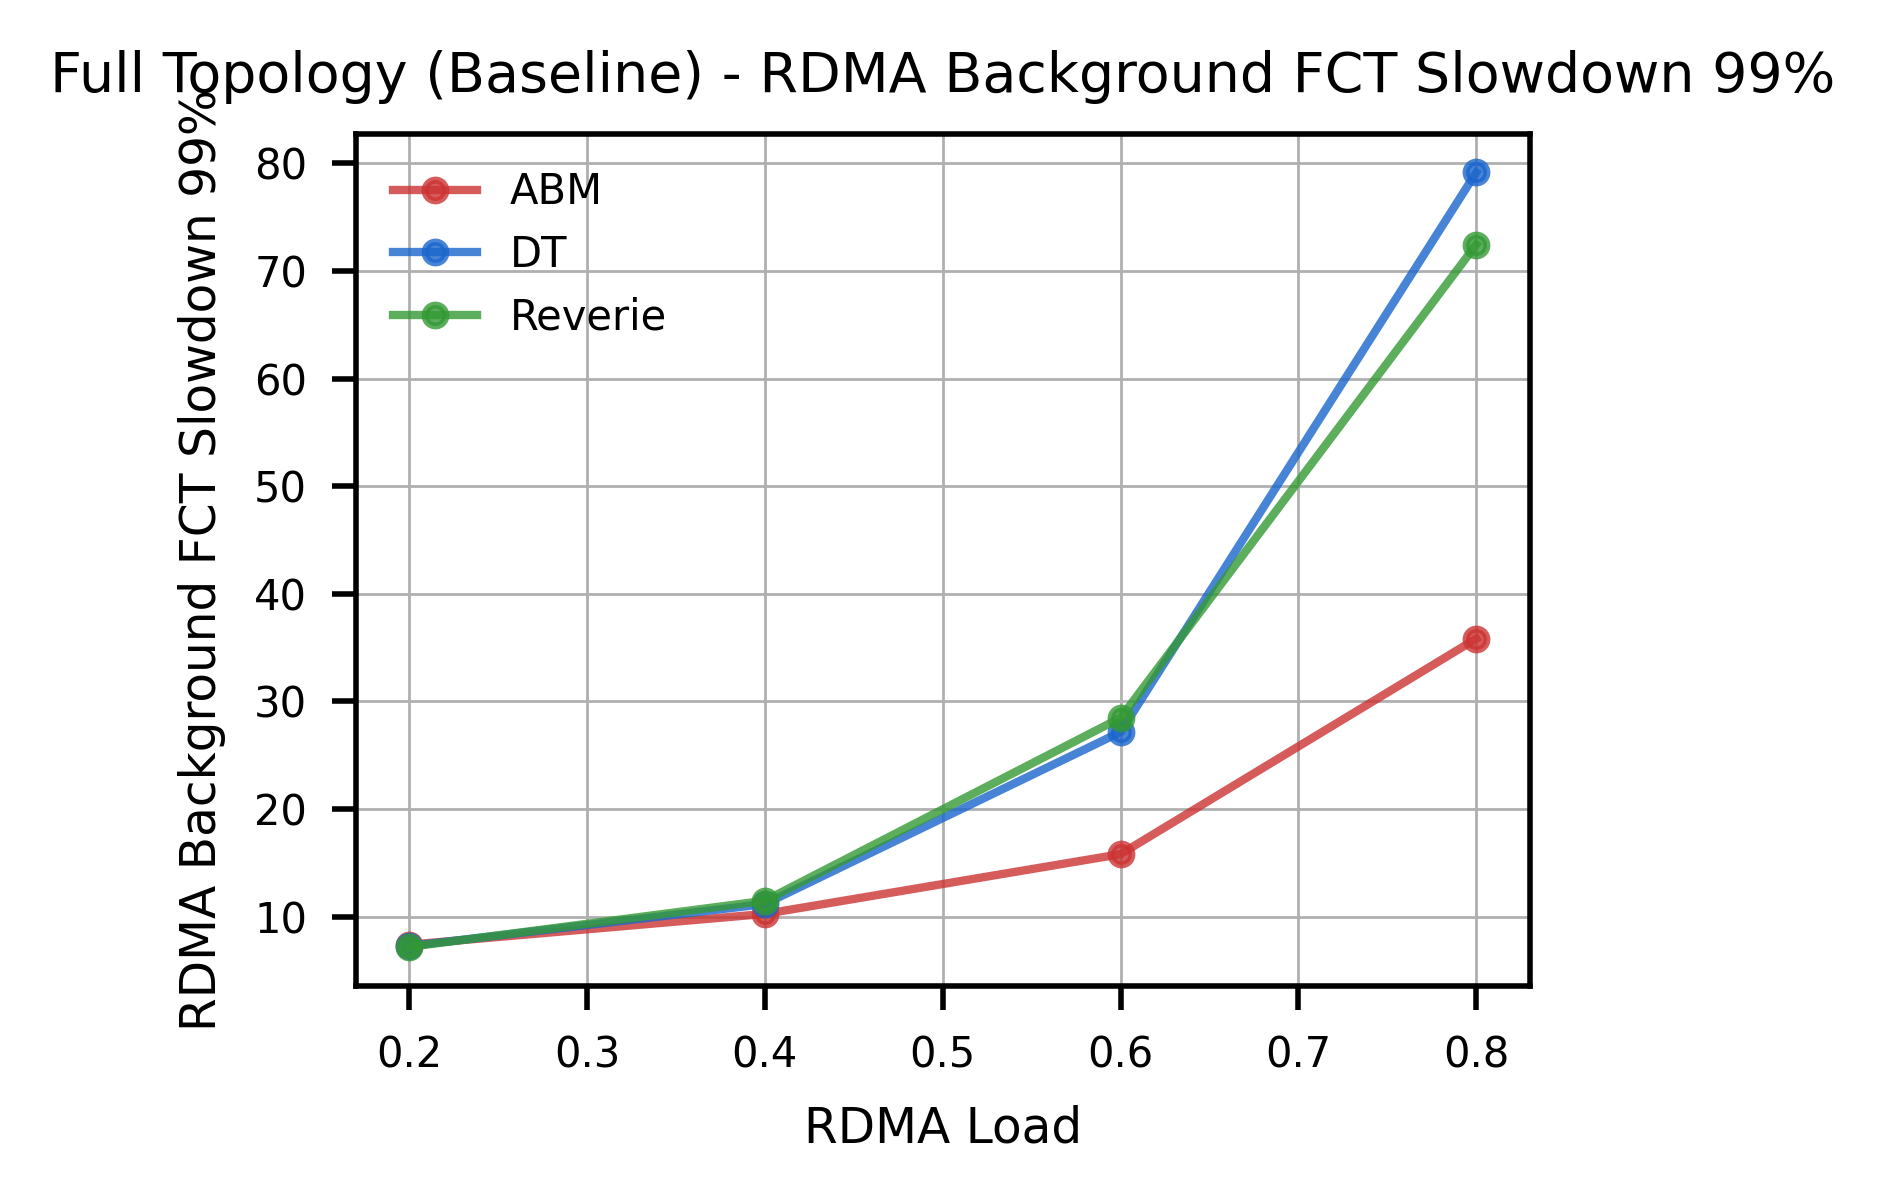 Full Topology (Baseline) - RDMA Background FCT Slowdown 99%
RDMA Background FCT Slowdown 99%
80
70
60
50
40
30
20
10
ABM
DT
Reverie
0.2 0.3 0.4 0.5 0.6 0.7 0.8
RDMA Load